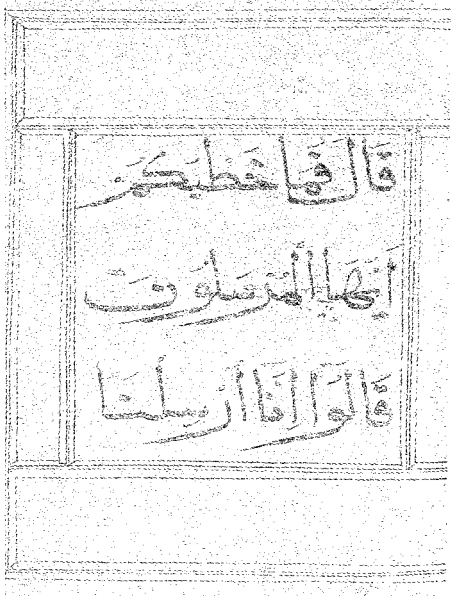 قال فما خطبكم
أيها المرسلون
قالوا إنا أرسلنا